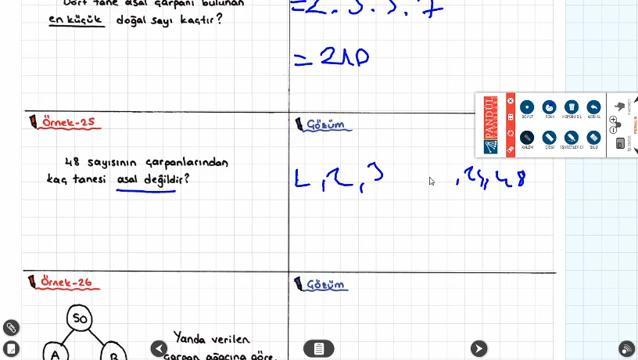 Dört tane asal çarpanı bulunan
en küçük doğal sayı kaçtır?
= 2 . 3 . 5 . 7
= 210
Örnek-25
Çözüm
48 sayısının çarpanlarından
kaç tanesi asal değildir?
1, 2, 3 , 24, 48
Örnek-26
Çözüm
50
A
B
Yanda verilen
çarpan ağacına göre
PANDÜL